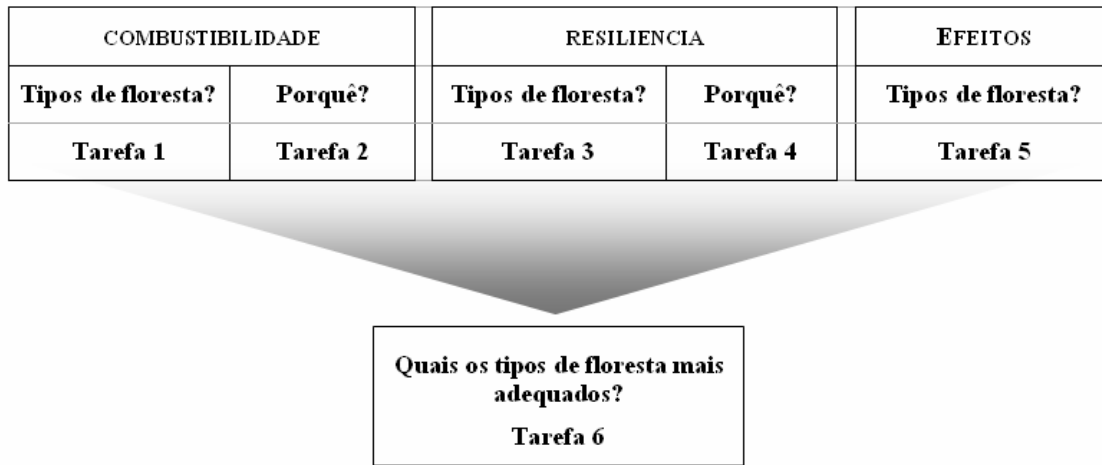 COMBUSTIBILIDADE RESILIENCIA EFEITOS
Tipos de floresta? Porquê? Tipos de floresta? Porquê? Tipos de floresta?
Tarefa 1 Tarefa 2 Tarefa 3 Tarefa 4 Tarefa 5
Quais os tipos de floresta mais
adequados?
Tarefa 6